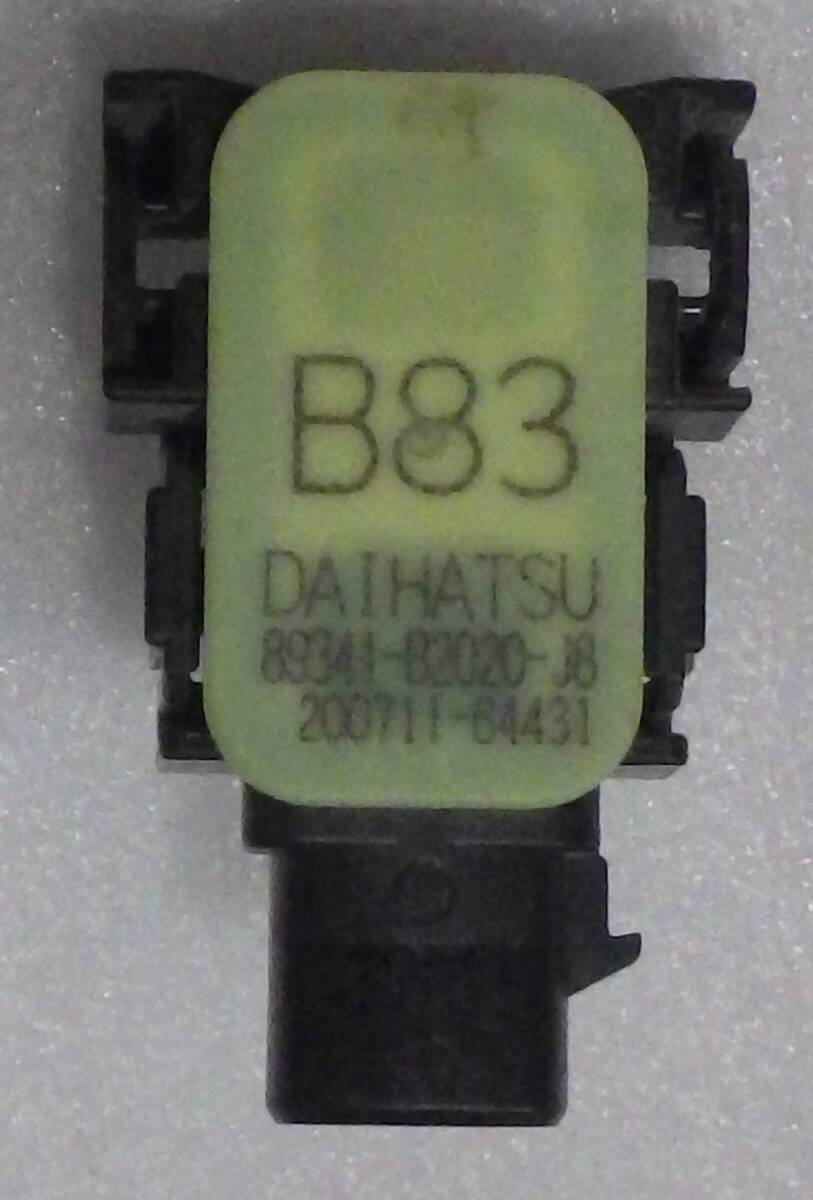 B83
DAIHATSU
89341-B2020-J8
200711-64431